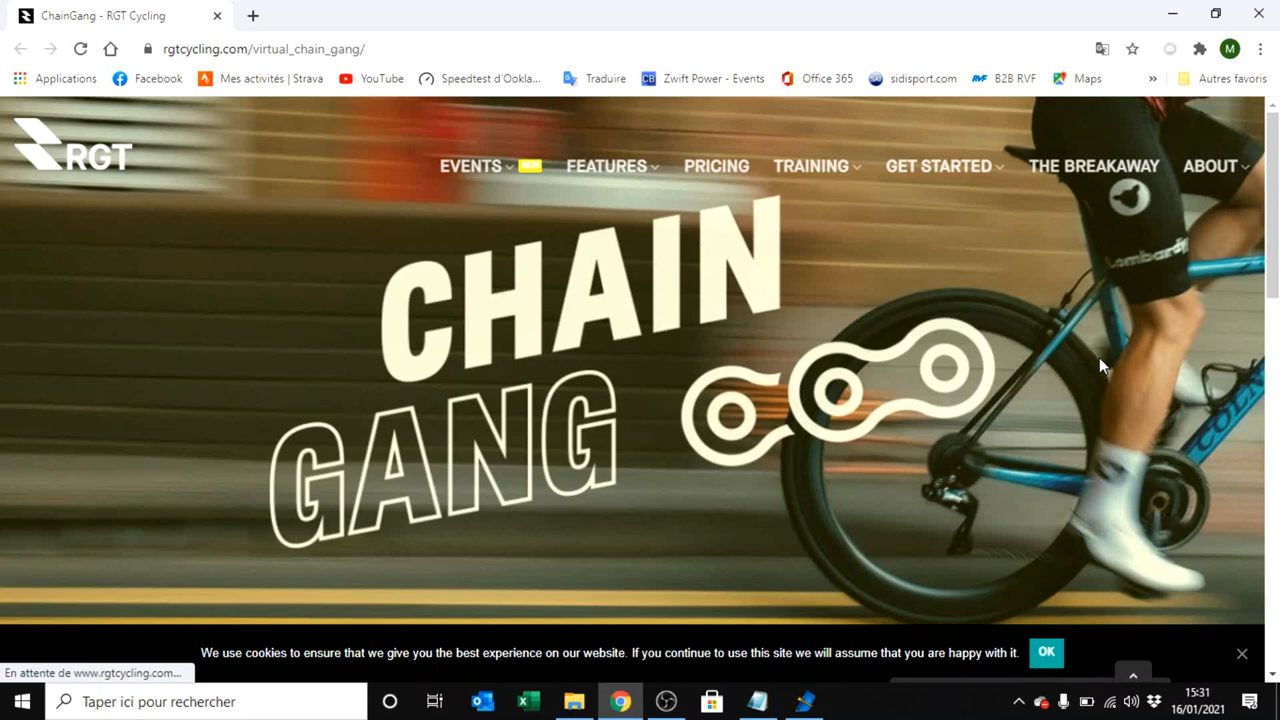 ChainGang - RGT Cycling
rgtcycling.com/virtual_chain_gang/
M
Applications
Facebook
Mes activités | Strava
YouTube
Speedtest d'Ookla...
Traduire
CB
Zwift Power - Events
Office 365
sidisport.com
RVF
B2B RVF
Maps
»
Autres favoris
RGT
EVENTS
NEW
FEATURES
PRICING
TRAINING
GET STARTED
THE BREAKAWAY
ABOUT
CHAIN
GANG
Lombardy
We use cookies to ensure that we give you the best experience on our website. If you continue to use this site we will assume that you are happy with it.
OK
En attente de www.rgtcycling.com...
Taper ici pour rechercher
15:31
16/01/2021